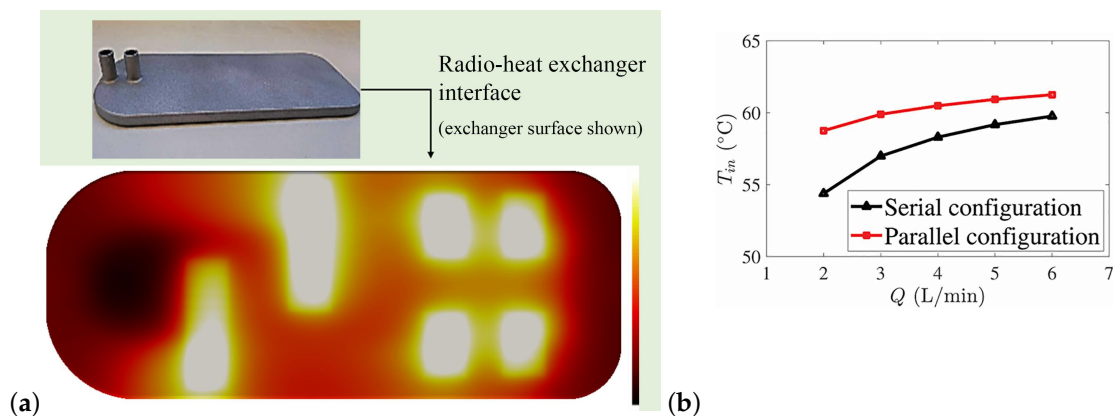 Radio-heat exchanger
interface
(exchanger surface shown)
(a)
65
60
55
50
T_in (°C)
Serial configuration
Parallel configuration
1 2 3 4 5 6 7
Q (L/min)
(b)